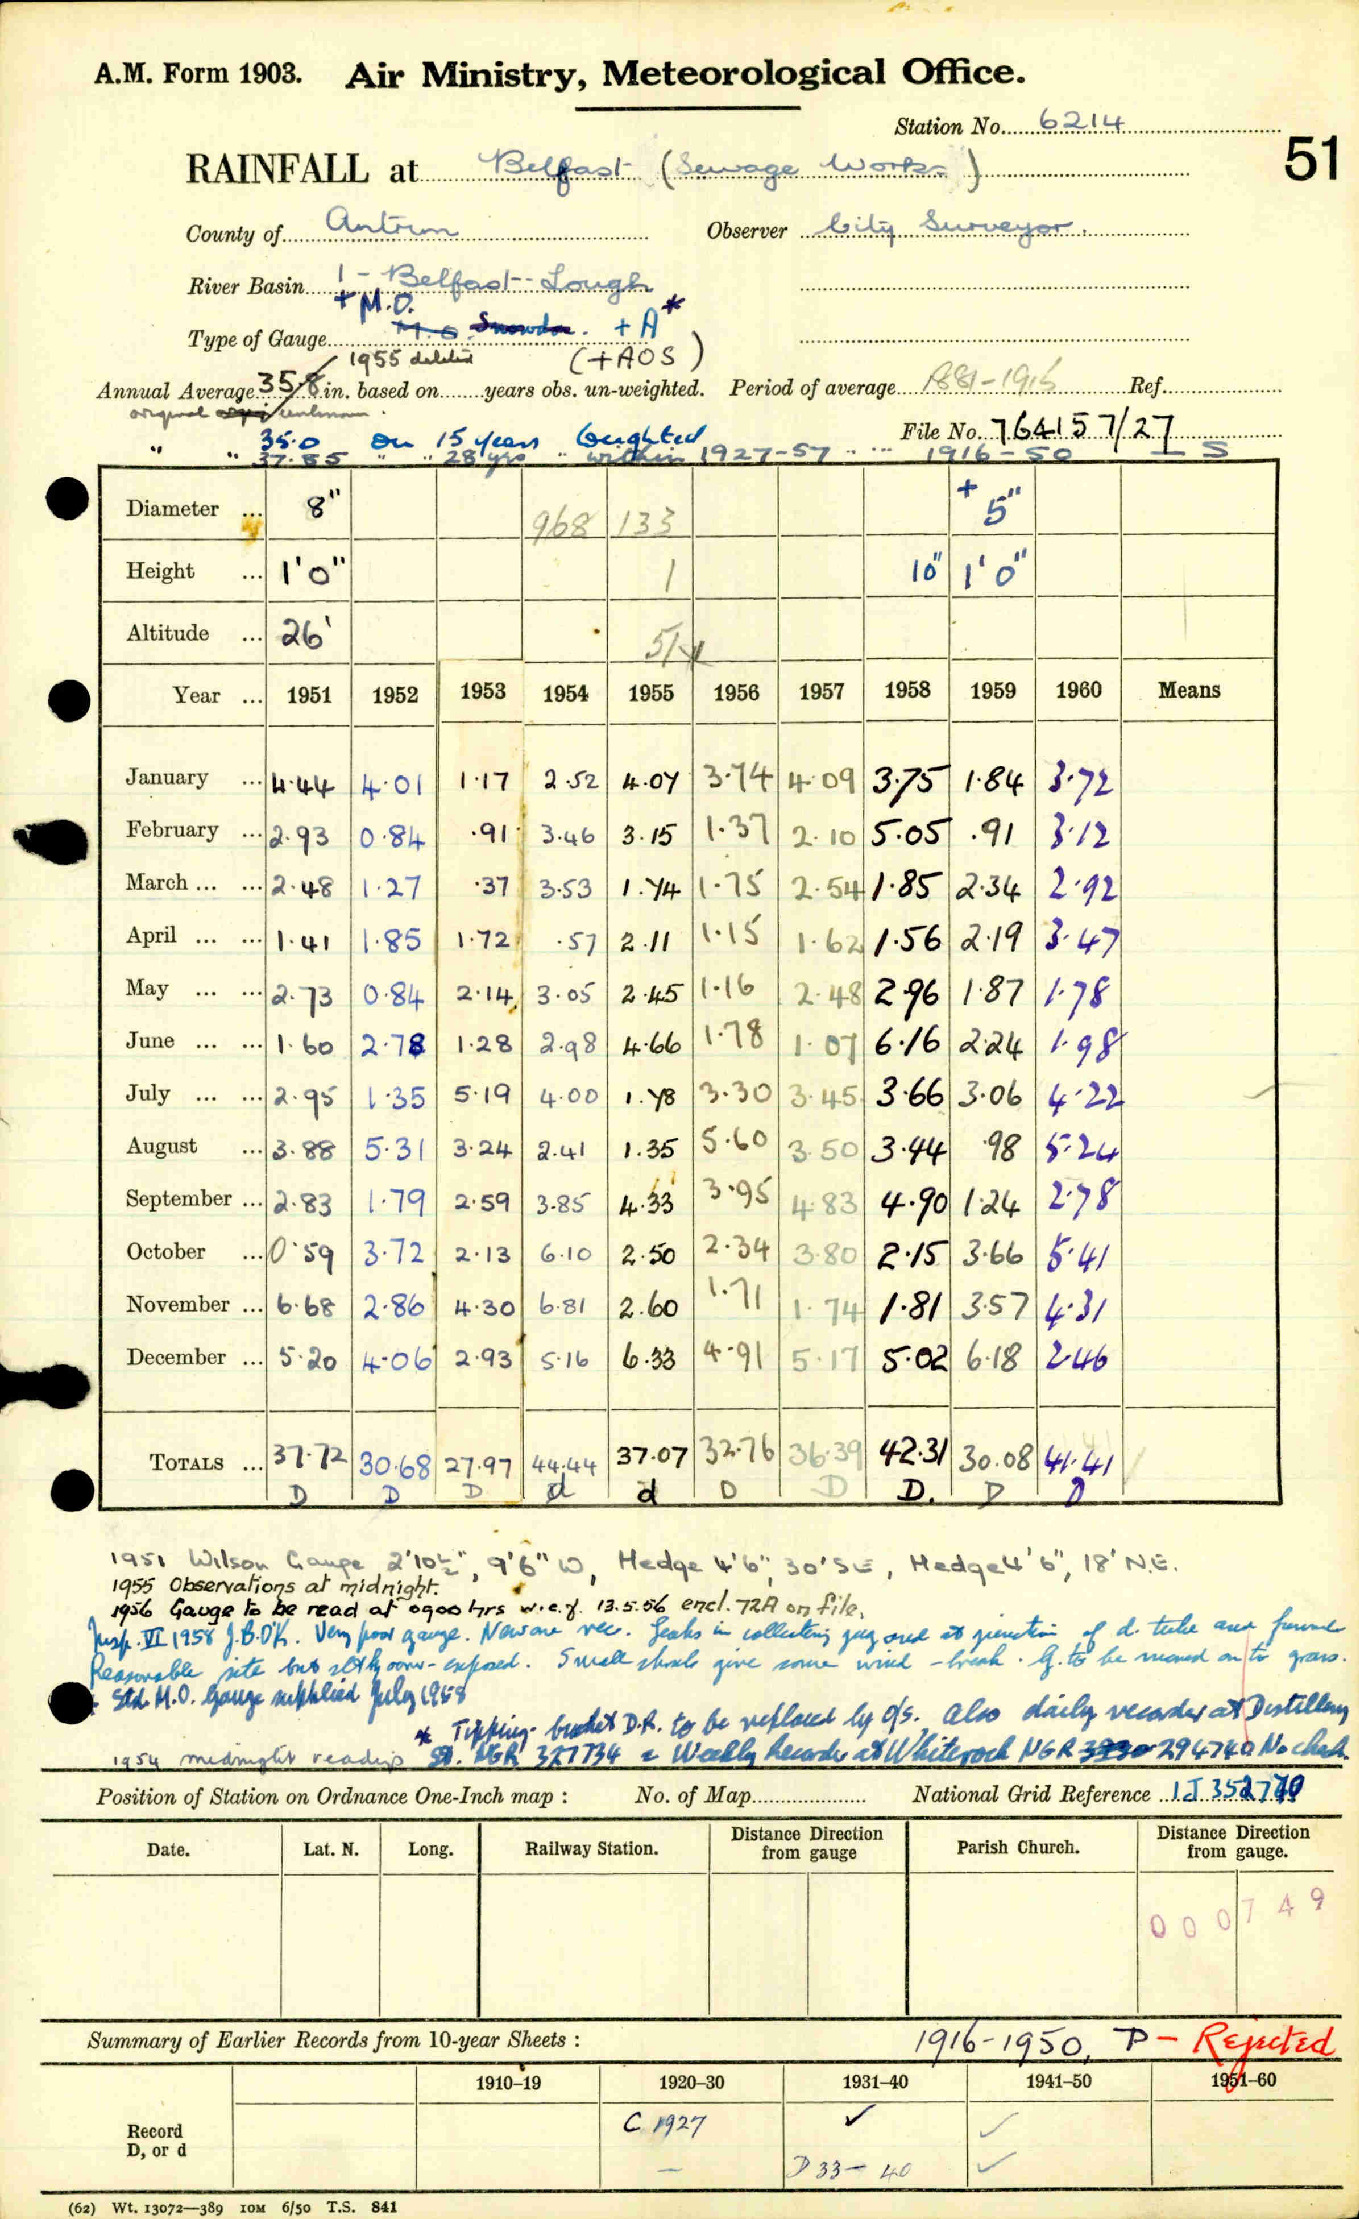 A.M. Form 1903. Air Ministry, Meteorological Office.
Station No. 6214
51
RAINFALL at Belfast (Sewage Works)
County of Antrim Observer City Surveyor.
River Basin 1 - Belfast Lough
+ M.O.
Type of Gauge M.O. Snowdon. + A*
1955 deleted (+AOS)
Annual Average 35.8 in. based on years obs. un-weighted. Period of average 1881-1915 Ref.
original unknown.
File No. 764157/27
" " 35.0 on 15 years weighted
" 37.85 " " 28 yrs " within 1927-57 " " 1916-50 I S
Diameter ... 8" 968 133 + 5"
Height ... 1'0" 1 10" 1'0"
Altitude ... 26'
Year ... 1951 1952 1953 1954 1955 1956 1957 1958 1959 1960 Means
January ... 4.44 4.01 1.17 2.52 4.07 3.74 4.09 3.75 1.84 3.72
February ... 2.93 0.84 .91 3.46 3.15 1.37 2.10 5.05 .91 3.12
March ... ... 2.48 1.27 .37 3.53 1.74 1.75 2.54 1.85 2.34 2.92
April ... ... 1.41 1.85 1.72 .57 2.11 1.15 1.62 1.56 2.19 3.47
May ... ... 2.73 0.84 2.14 3.05 2.45 1.16 2.48 2.96 1.87 1.78
June ... ... 1.60 2.78 1.28 2.98 4.66 1.78 1.07 6.16 2.24 1.98
July ... ... 2.95 1.35 5.19 4.00 1.78 3.30 3.45 3.66 3.06 4.22
August ... 3.88 5.31 3.24 2.41 1.35 5.60 3.50 3.44 .98 5.24
September ... 2.83 1.79 2.59 3.85 4.33 3.95 4.83 4.90 1.24 2.78
October ... 0.59 3.72 2.13 6.10 2.50 2.34 3.80 2.15 3.66 5.41
November ... 6.68 2.86 4.30 6.81 2.60 1.71 1.74 1.81 3.57 4.31
December ... 5.20 4.06 2.93 5.16 6.33 4.91 5.17 5.02 6.18 2.46
TOTALS ... 37.72 30.68 27.97 44.44 37.07 32.76 36.39 42.31 30.08 41.41
D D D d d D D D. D D
1951 Wilson Gauge 2'10½", 9'6" W, Hedge 4'6", 30' SE, Hedge 4'6", 18' N.E.
1955 Observations at midnight.
1956 Gauge to be read at 0900 hrs w.e.f. 13.5.56 encl. 72A on file.
Insp. VI 1958 J.B.O'K. Very poor gauge. New one rec. Leaks in collecting jug and at junction of d. tube and funnel
Reasonable site but slightly over-exposed. Small shrubs give some wind-break. G. to be moved on to grass.
+ Std M.O. Gauge supplied July 1958
* Tipping-bucket D.R. to be replaced by o/s. Also daily recorder at Distillery
1954 midnight readings St. NGR 327734 & Weekly Recorder at Whiterock NGR 294740 No check.
Position of Station on Ordnance One-Inch map : No. of Map National Grid Reference IJ 352770
Date. Lat. N. Long. Railway Station. Distance from gauge Direction Parish Church. Distance from gauge. Direction
000749
Summary of Earlier Records from 10-year Sheets : 1916-1950, D - Rejected
1910–19 1920–30 1931–40 1941–50 1951–60
Record C 1927 ✓ ✓
D, or d — D 33-40 ✓
(62) Wt. 13072—389 10M 6/50 T.S. 841